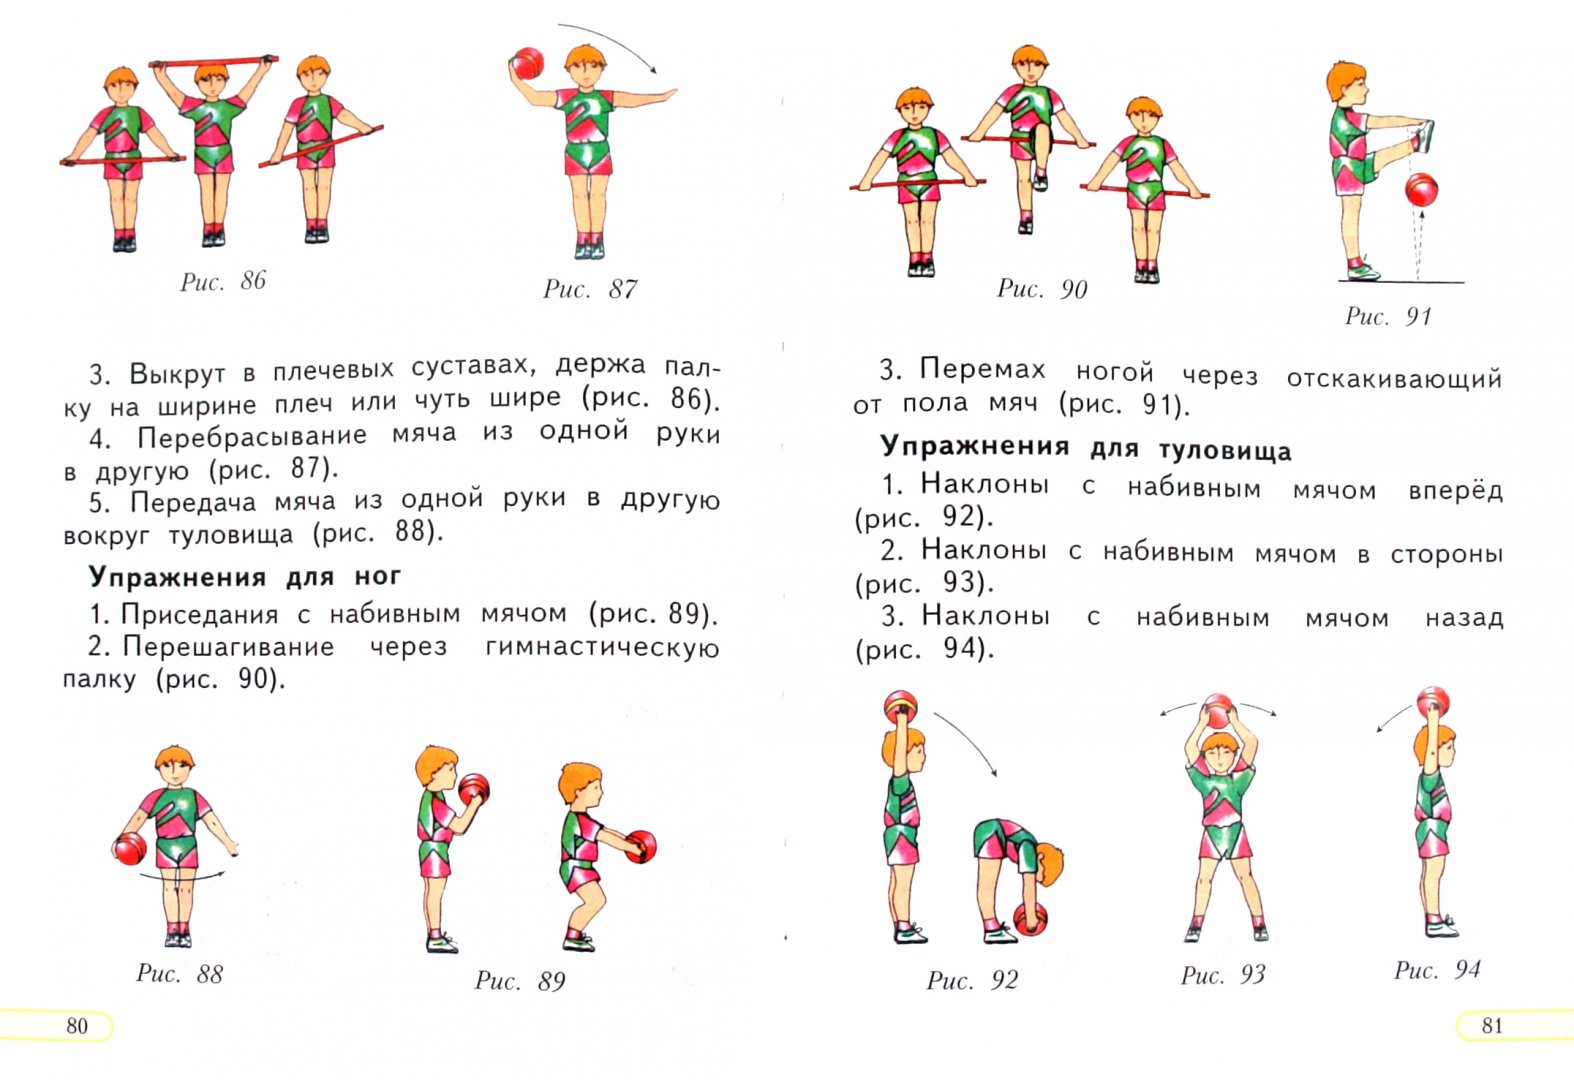 Рис. 86
Рис. 87
3. Выкрут в плечевых суставах, держа пал-
ку на ширине плеч или чуть шире (рис. 86).
4. Перебрасывание мяча из одной руки
в другую (рис. 87).
5. Передача мяча из одной руки в другую
вокруг туловища (рис. 88).
Упражнения для ног
1. Приседания с набивным мячом (рис. 89).
2. Перешагивание через гимнастическую
палку (рис. 90).
Рис. 88
Рис. 89
80
Рис. 90
Рис. 91
3. Перемах ногой через отскакивающий
от пола мяч (рис. 91).
Упражнения для туловища
1. Наклоны с набивным мячом вперёд
(рис. 92).
2. Наклоны с набивным мячом в стороны
(рис. 93).
3. Наклоны с набивным мячом назад
(рис. 94).
Рис. 92
Рис. 93
Рис. 94
81